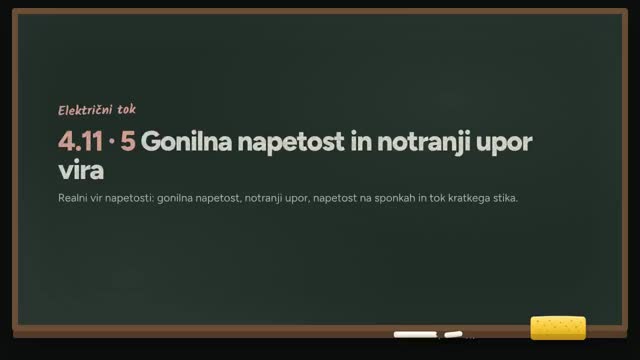 Električni tok
4.11 · 5 Gonilna napetost in notranji upor
vira
Realni vir napetosti: gonilna napetost, notranji upor, napetost na sponkah in tok kratkega stika.